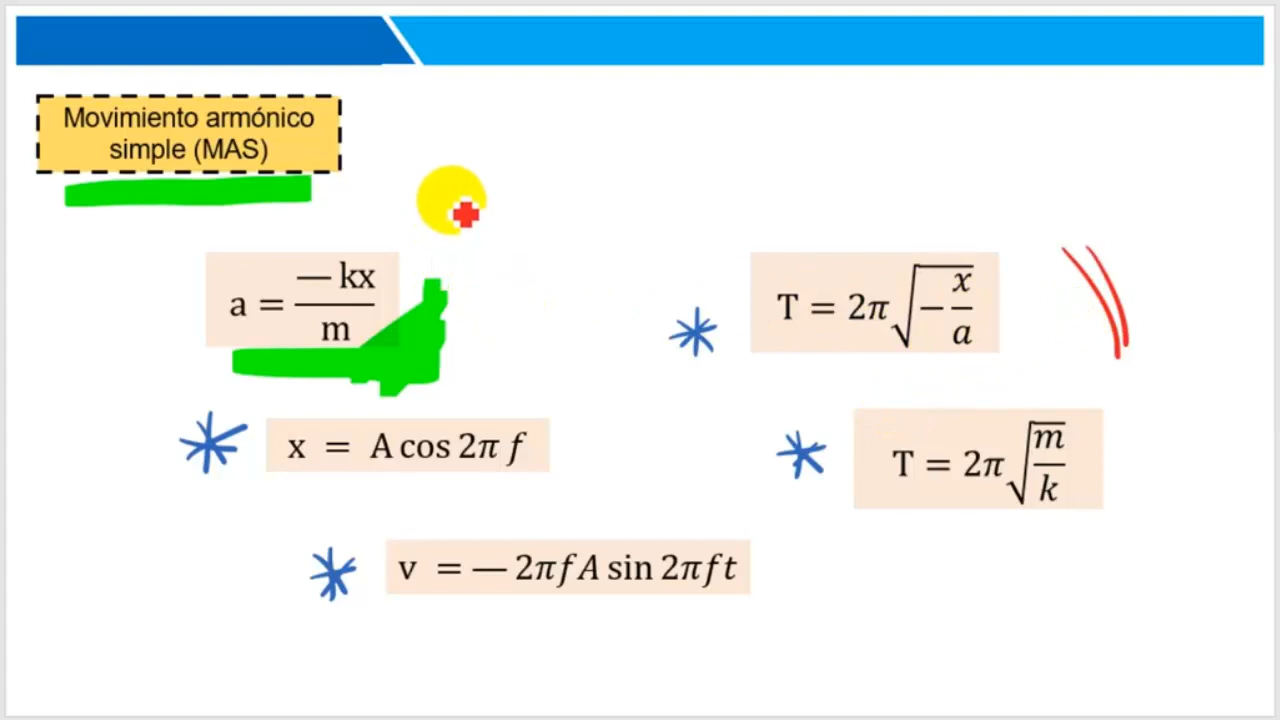 Movimiento armónico
simple (MAS)
a = — kx / m
T = 2π √(− x / a)
x = A cos 2π f
T = 2π √(m / k)
v = — 2πfA sin 2πft